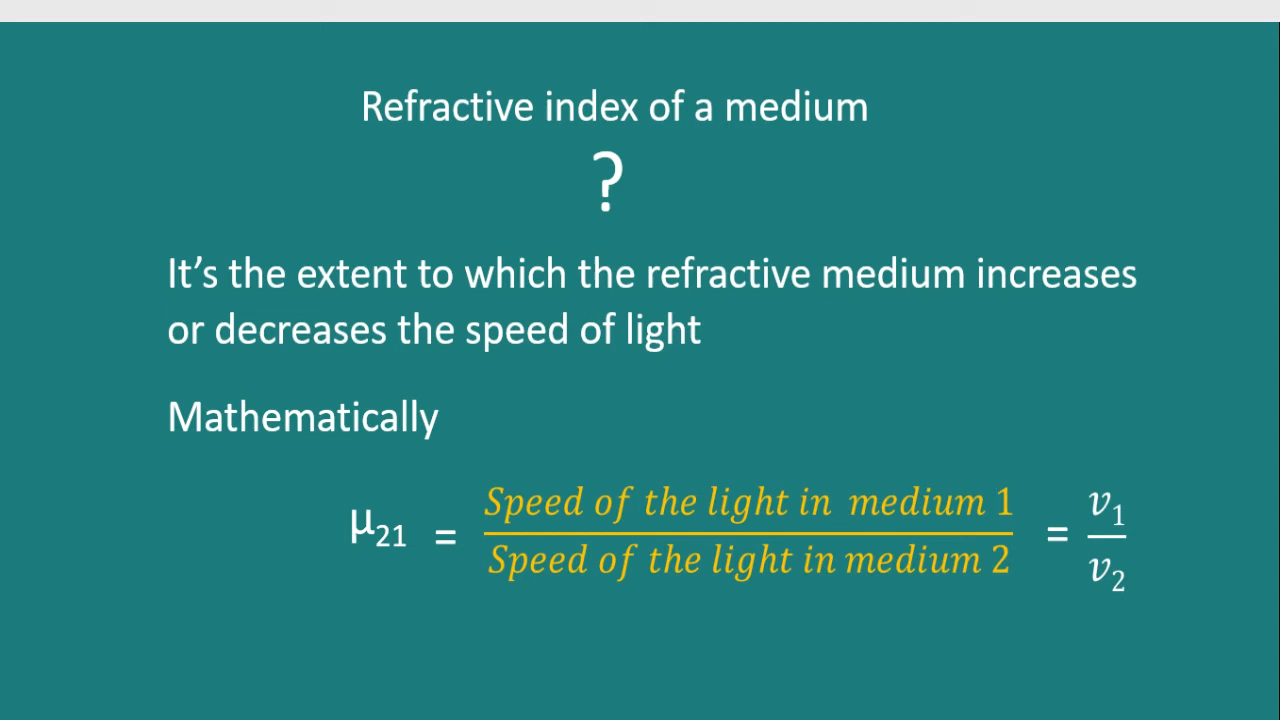 Refractive index of a medium
?
It’s the extent to which the refractive medium increases
or decreases the speed of light
Mathematically
μ21 = Speed of the light in medium 1 / Speed of the light in medium 2 = v1 / v2